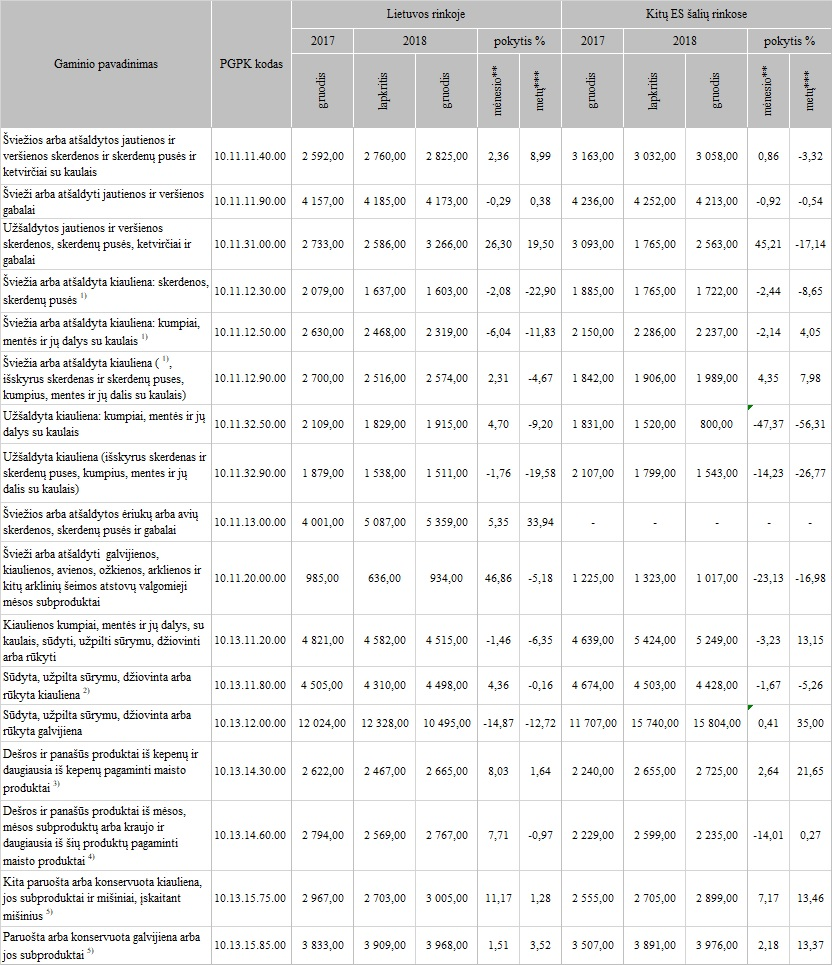 Gaminio pavadinimas PGPK kodas Lietuvos rinkoje Kitų ES šalių rinkose
2017 2018 pokytis % 2017 2018 pokytis %
gruodis lapkritis gruodis mėnesio** metų*** gruodis lapkritis gruodis mėnesio** metų***
Šviežios arba atšaldytos jautienos ir
veršienos skerdenos ir skerdenų pusės ir
ketvirčiai su kaulais
10.11.11.40.00 2 592,00 2 760,00 2 825,00 2,36 8,99 3 163,00 3 032,00 3 058,00 0,86 -3,32
Švieži arba atšaldyti jautienos ir veršienos
gabalai
10.11.11.90.00 4 157,00 4 185,00 4 173,00 -0,29 0,38 4 236,00 4 252,00 4 213,00 -0,92 -0,54
Užšaldytos jautienos ir veršienos
skerdenos, skerdenų pusės, ketvirčiai ir
gabalai
10.11.31.00.00 2 733,00 2 586,00 3 266,00 26,30 19,50 3 093,00 1 765,00 2 563,00 45,21 -17,14
Šviežia arba atšaldyta kiauliena: skerdenos,
skerdenų pusės 1)
10.11.12.30.00 2 079,00 1 637,00 1 603,00 -2,08 -22,90 1 885,00 1 765,00 1 722,00 -2,44 -8,65
Šviežia arba atšaldyta kiauliena: kumpiai,
mentės ir jų dalys su kaulais 1)
10.11.12.50.00 2 630,00 2 468,00 2 319,00 -6,04 -11,83 2 150,00 2 286,00 2 237,00 -2,14 4,05
Šviežia arba atšaldyta kiauliena ( 1),
išskyrus skerdenas ir skerdenų puses,
kumpius, mentes ir jų dalis su kaulais)
10.11.12.90.00 2 700,00 2 516,00 2 574,00 2,31 -4,67 1 842,00 1 906,00 1 989,00 4,35 7,98
Užšaldyta kiauliena: kumpiai, mentės ir jų
dalys su kaulais
10.11.32.50.00 2 109,00 1 829,00 1 915,00 4,70 -9,20 1 831,00 1 520,00 800,00 -47,37 -56,31
Užšaldyta kiauliena (išskyrus skerdenas ir
skerdenų puses, kumpius, mentes ir jų
dalis su kaulais)
10.11.32.90.00 1 879,00 1 538,00 1 511,00 -1,76 -19,58 2 107,00 1 799,00 1 543,00 -14,23 -26,77
Šviežios arba atšaldytos ėriukų arba avių
skerdenos, skerdenų pusės ir gabalai
10.11.13.00.00 4 001,00 5 087,00 5 359,00 5,35 33,94 - - - - -
Švieži arba atšaldyti galvijienos,
kiaulienos, avienos, ožkienos, arklienos ir
kitų arklinių šeimos atstovų valgomieji
mėsos subproduktai
10.11.20.00.00 985,00 636,00 934,00 46,86 -5,18 1 225,00 1 323,00 1 017,00 -23,13 -16,98
Kiaulienos kumpiai, mentės ir jų dalys, su
kaulais, sūdyti, užpilti sūrymu, džiovinti
arba rūkyti
10.13.11.20.00 4 821,00 4 582,00 4 515,00 -1,46 -6,35 4 639,00 5 424,00 5 249,00 -3,23 13,15
Sūdyta, užpilta sūrymu, džiovinta arba
rūkyta kiauliena 2)
10.13.11.80.00 4 505,00 4 310,00 4 498,00 4,36 -0,16 4 674,00 4 503,00 4 428,00 -1,67 -5,26
Sūdyta, užpilta sūrymu, džiovinta arba
rūkyta galvijiena
10.13.12.00.00 12 024,00 12 328,00 10 495,00 -14,87 -12,72 11 707,00 15 740,00 15 804,00 0,41 35,00
Dešros ir panašūs produktai iš kepenų ir
daugiausia iš kepenų pagaminti maisto
produktai 3)
10.13.14.30.00 2 622,00 2 467,00 2 665,00 8,03 1,64 2 240,00 2 655,00 2 725,00 2,64 21,65
Dešros ir panašūs produktai iš mėsos,
mėsos subproduktų arba kraujo ir
daugiausia iš šių produktų pagaminti
maisto produktai 4)
10.13.14.60.00 2 794,00 2 569,00 2 767,00 7,71 -0,97 2 229,00 2 599,00 2 235,00 -14,01 0,27
Kita paruošta arba konservuota kiauliena,
jos subproduktai ir mišiniai, įskaitant
mišinius 5)
10.13.15.75.00 2 967,00 2 703,00 3 005,00 11,17 1,28 2 555,00 2 705,00 2 899,00 7,17 13,46
Paruošta arba konservuota galvijiena arba
jos subproduktai 5)
10.13.15.85.00 3 833,00 3 909,00 3 968,00 1,51 3,52 3 507,00 3 891,00 3 976,00 2,18 13,37